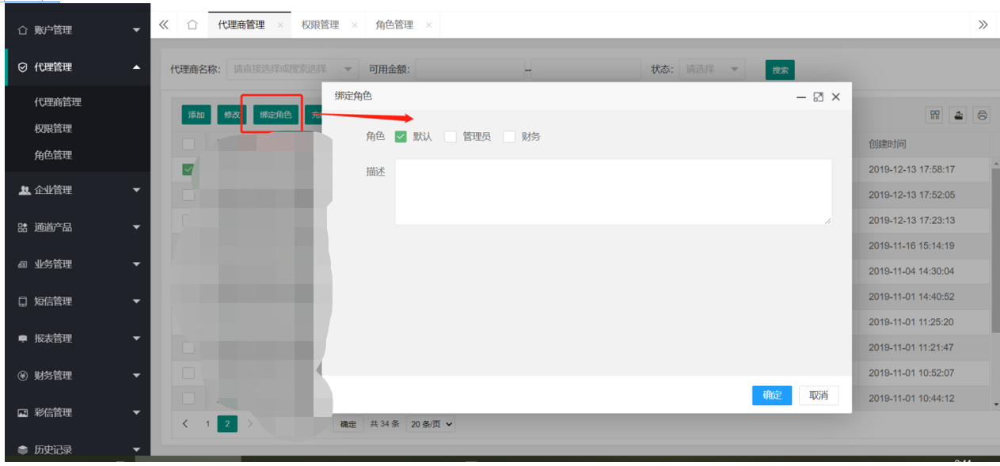 账户管理
代理管理
代理商管理
权限管理
角色管理
企业管理
通道产品
业务管理
短信管理
报表管理
财务管理
彩信管理
历史记录
代理商管理 权限管理 角色管理
代理商名称: 请直接选择或搜索选择 可用金额: -- 状态: 请选择 搜索
添加 修改 绑定角色
绑定角色
角色 默认 管理员 财务
描述
确定 取消
创建时间
2019-12-13 17:58:17
2019-12-13 17:52:05
2019-12-13 17:23:13
2019-11-16 15:14:19
2019-11-04 14:30:04
2019-11-01 14:40:52
2019-11-01 11:25:20
2019-11-01 11:21:47
2019-11-01 10:52:07
2019-11-01 10:44:12
1 2 确定 共 34 条 20 条/页